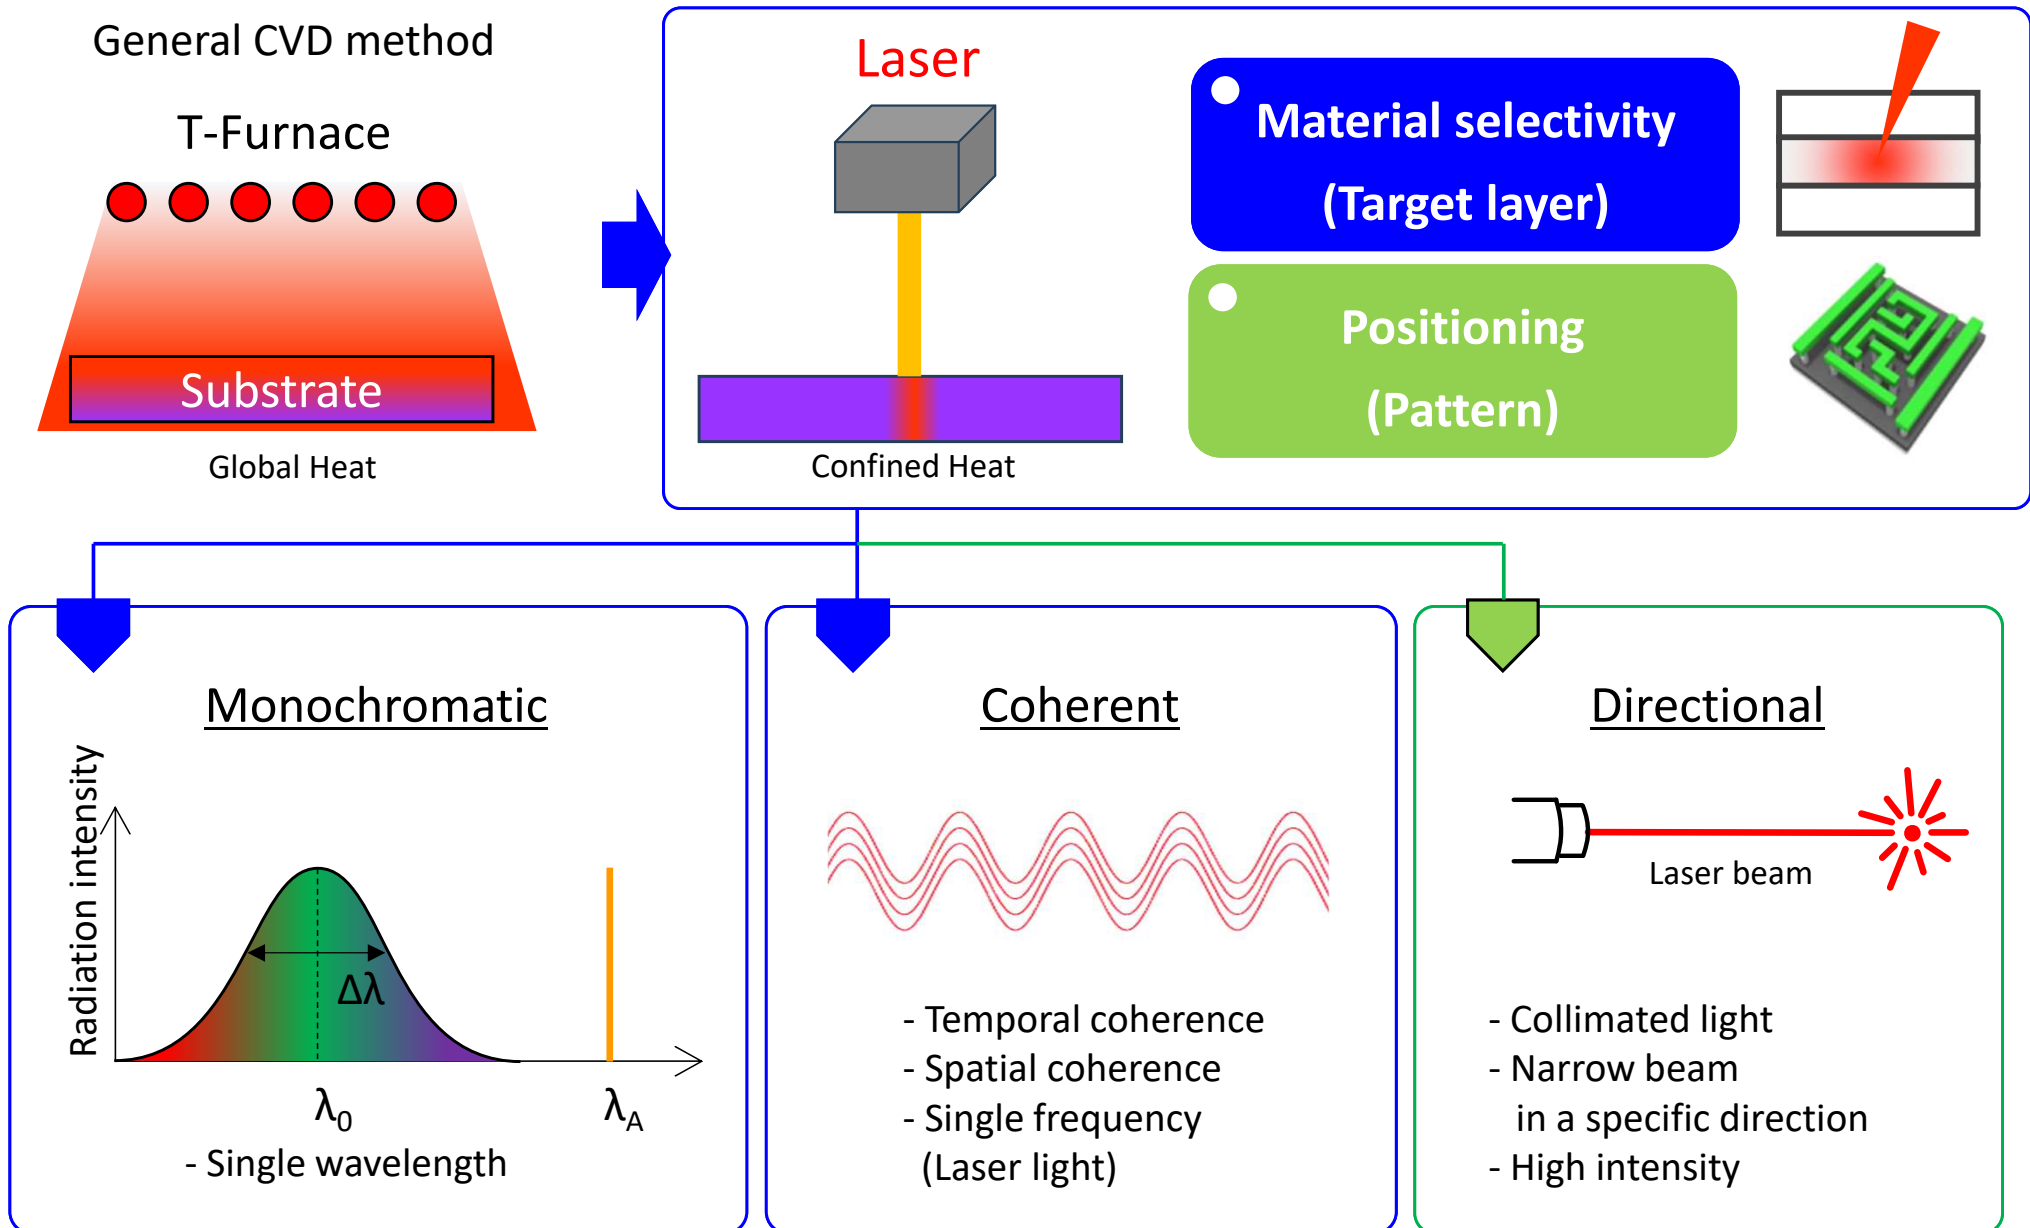 General CVD method
T-Furnace
Substrate
Global Heat
Laser
Confined Heat
Material selectivity
(Target layer)
Positioning
(Pattern)
Monochromatic
Radiation intensity
Δλ
λ0
λA
- Single wavelength
Coherent
- Temporal coherence
- Spatial coherence
- Single frequency
(Laser light)
Directional
Laser beam
- Collimated light
- Narrow beam
in a specific direction
- High intensity